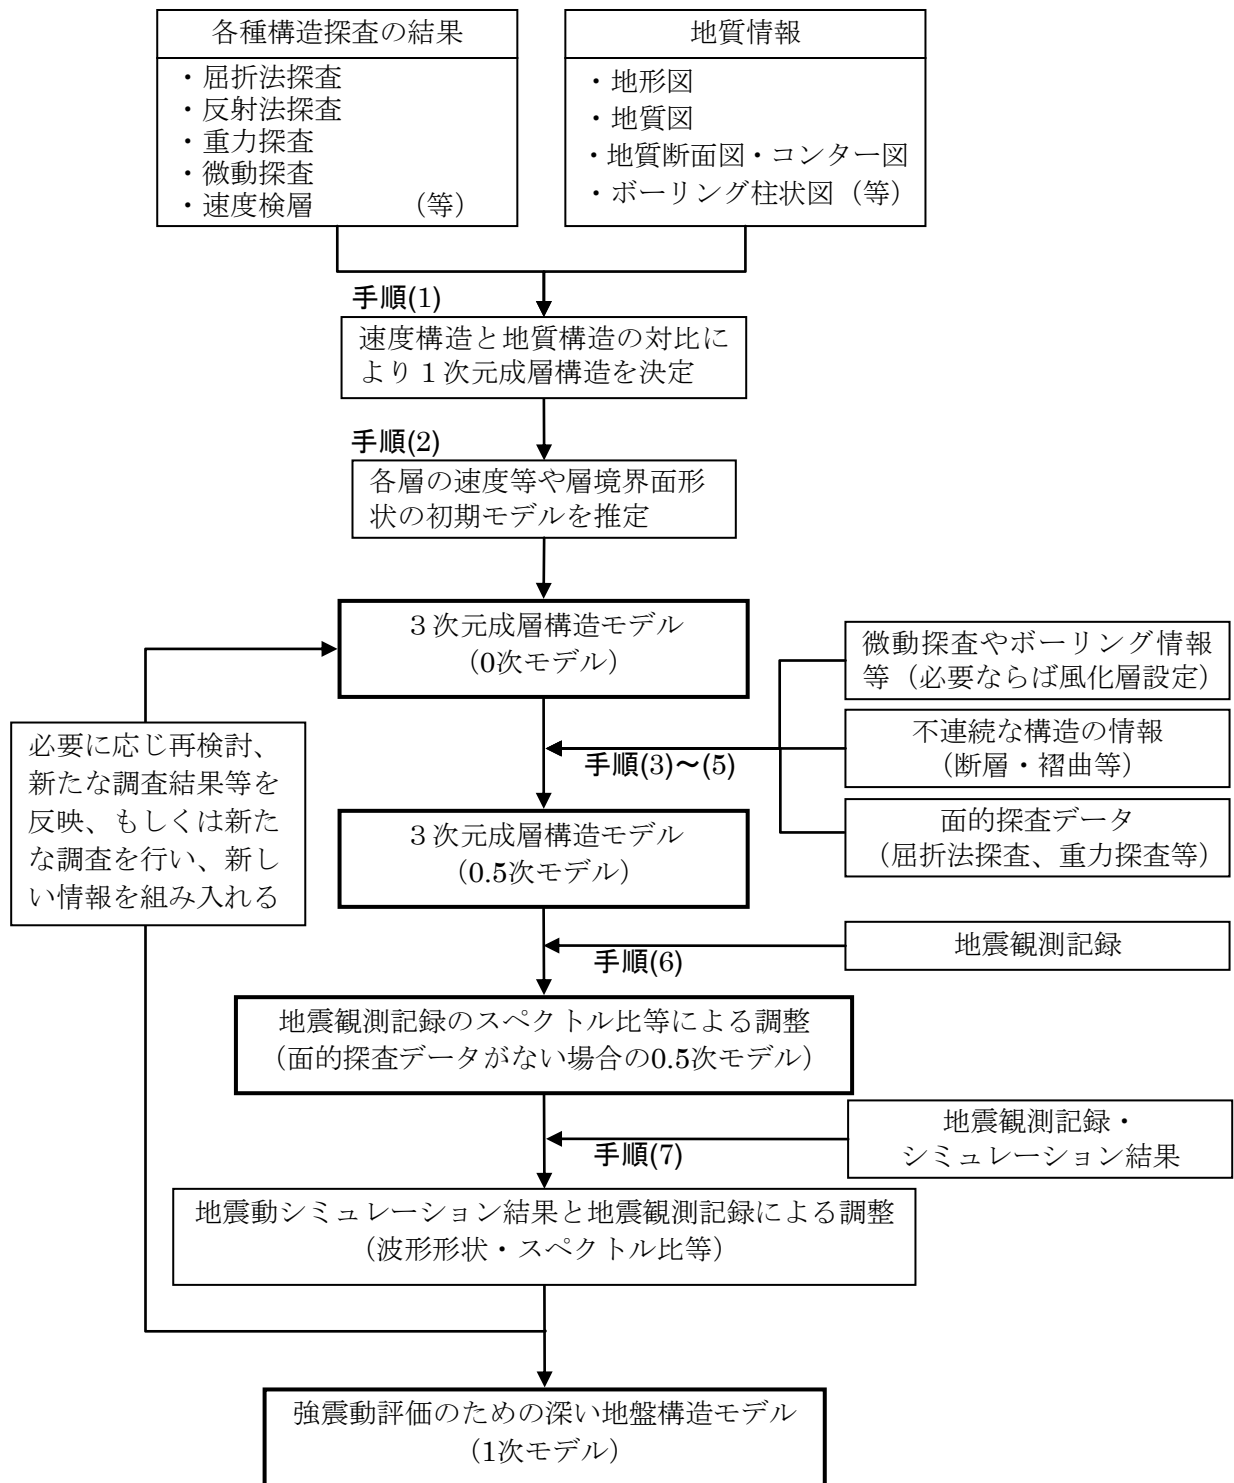 各種構造探査の結果
・屈折法探査
・反射法探査
・重力探査
・微動探査
・速度検層　　　（等）
地質情報
・地形図
・地質図
・地質断面図・コンター図
・ボーリング柱状図（等）
手順(1)
速度構造と地質構造の対比に
より１次元成層構造を決定
手順(2)
各層の速度等や層境界面形
状の初期モデルを推定
３次元成層構造モデル
（0次モデル）
微動探査やボーリング情報
等（必要ならば風化層設定）
不連続な構造の情報
（断層・褶曲等）
面的探査データ
（屈折法探査、重力探査等）
手順(3)～(5)
必要に応じ再検討、
新たな調査結果等を
反映、もしくは新た
な調査を行い、新し
い情報を組み入れる
３次元成層構造モデル
（0.5次モデル）
地震観測記録
手順(6)
地震観測記録のスペクトル比等による調整
（面的探査データがない場合の0.5次モデル）
地震観測記録・
シミュレーション結果
手順(7)
地震動シミュレーション結果と地震観測記録による調整
（波形形状・スペクトル比等）
強震動評価のための深い地盤構造モデル
（1次モデル）